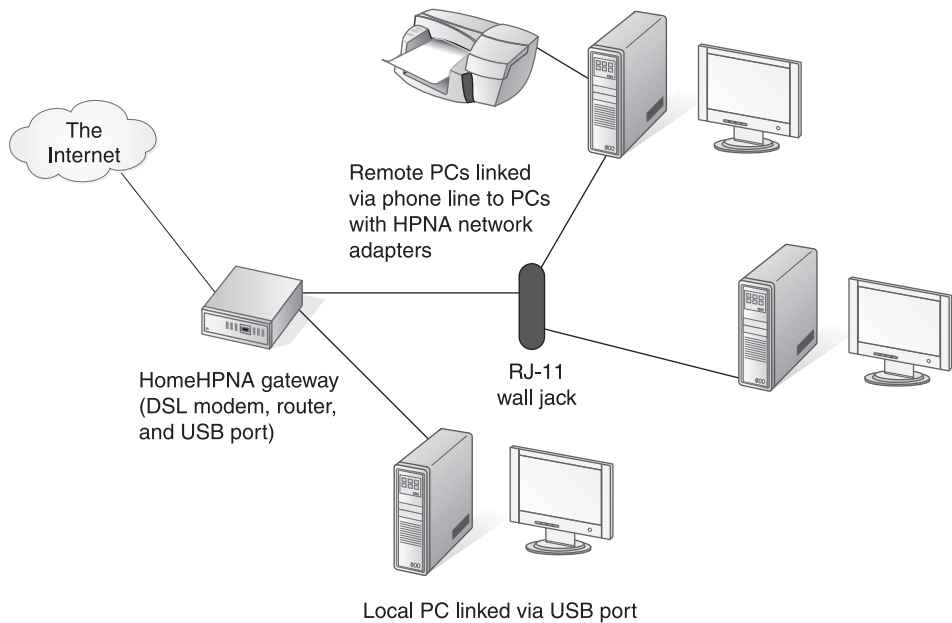 The
Internet
Remote PCs linked
via phone line to PCs
with HPNA network
adapters
HomeHPNA gateway
(DSL modem, router,
and USB port)
RJ-11
wall jack
Local PC linked via USB port